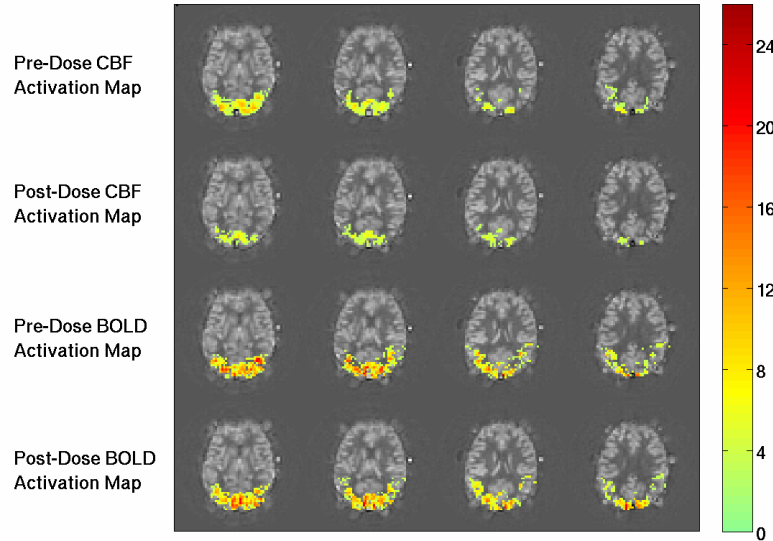 Pre-Dose CBF
Activation Map
Post-Dose CBF
Activation Map
Pre-Dose BOLD
Activation Map
Post-Dose BOLD
Activation Map
24
20
16
12
8
4
0